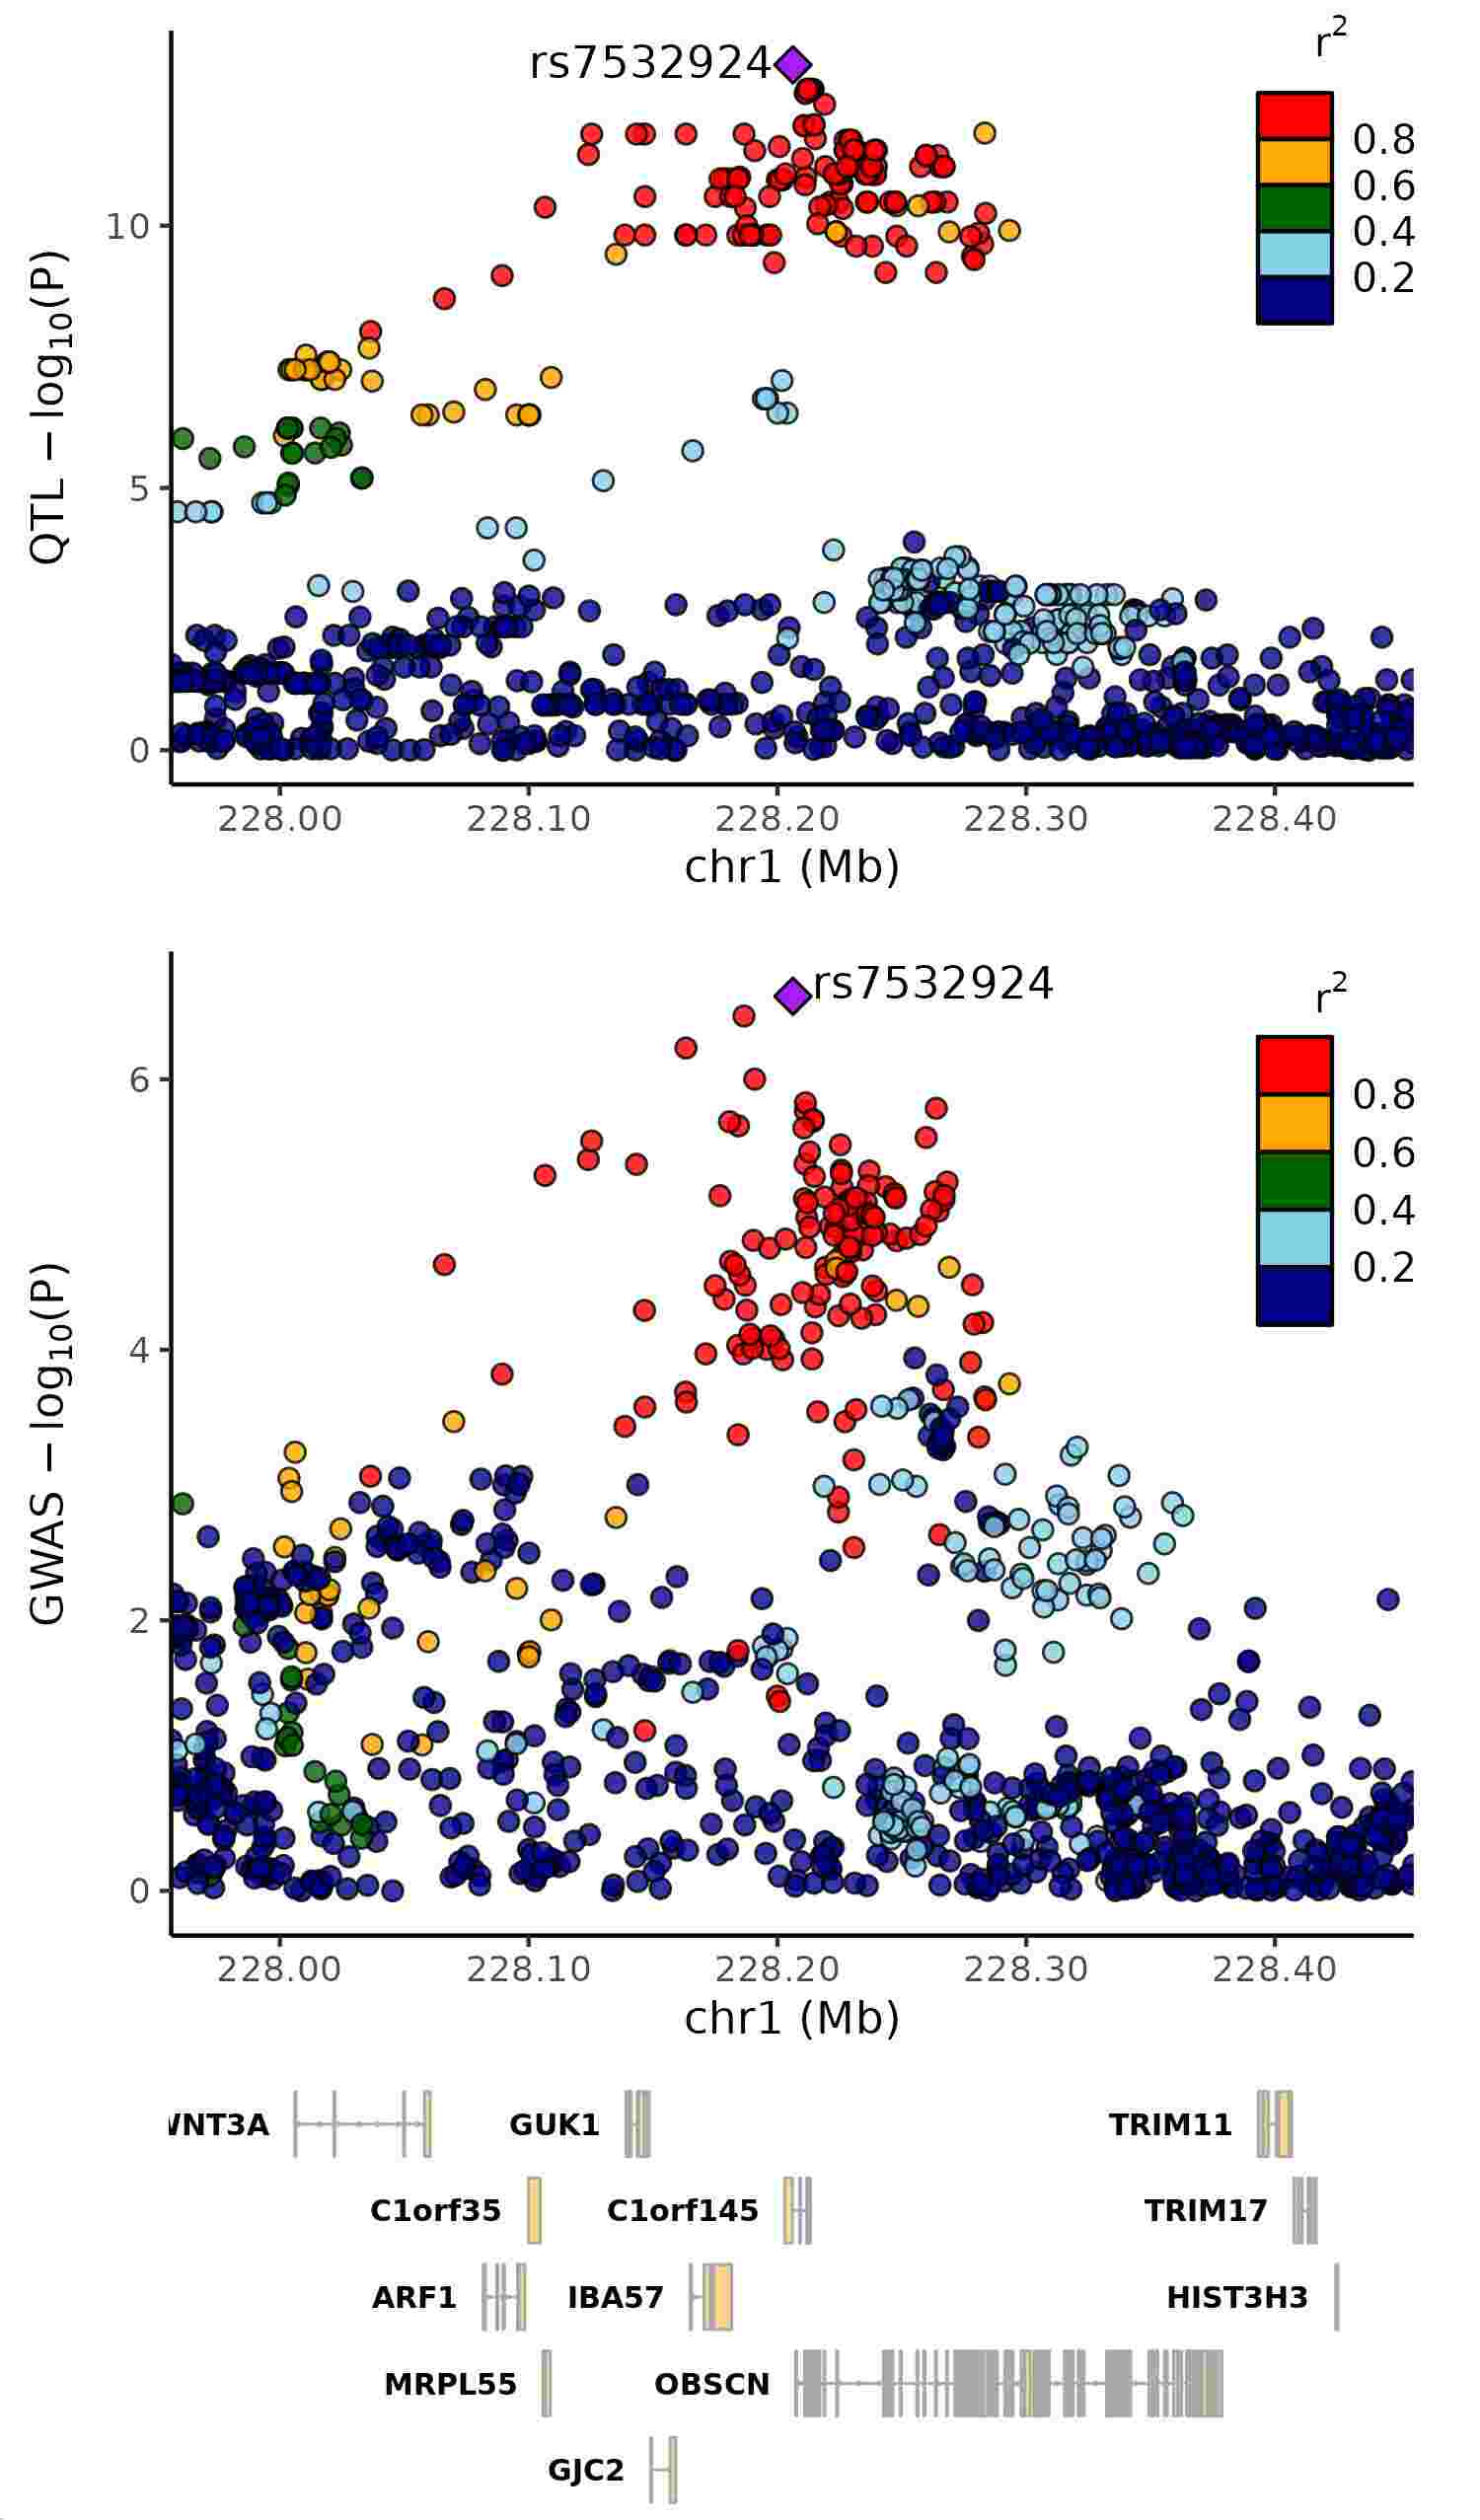 rs7532924
r2
0.8
0.6
0.4
0.2
QTL −log10(P)
10
5
0
228.00 228.10 228.20 228.30 228.40
chr1 (Mb)
rs7532924
r2
0.8
0.6
0.4
0.2
GWAS −log10(P)
6
4
2
0
228.00 228.10 228.20 228.30 228.40
chr1 (Mb)
WNT3A GUK1 TRIM11
C1orf35 C1orf145 TRIM17
ARF1 IBA57 HIST3H3
MRPL55 OBSCN
GJC2